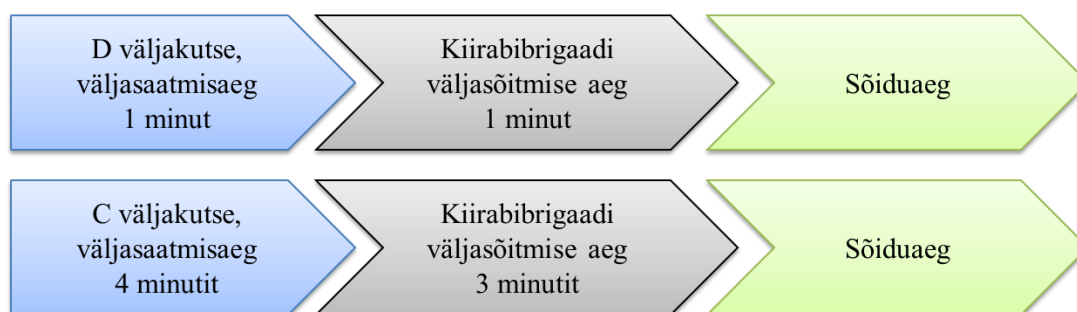 D väljakutse,
väljasaatmisaeg
1 minut
Kiirabibrigaadi
väljasõitmise aeg
1 minut
Sõiduaeg
C väljakutse,
väljasaatmisaeg
4 minutit
Kiirabibrigaadi
väljasõitmise aeg
3 minutit
Sõiduaeg